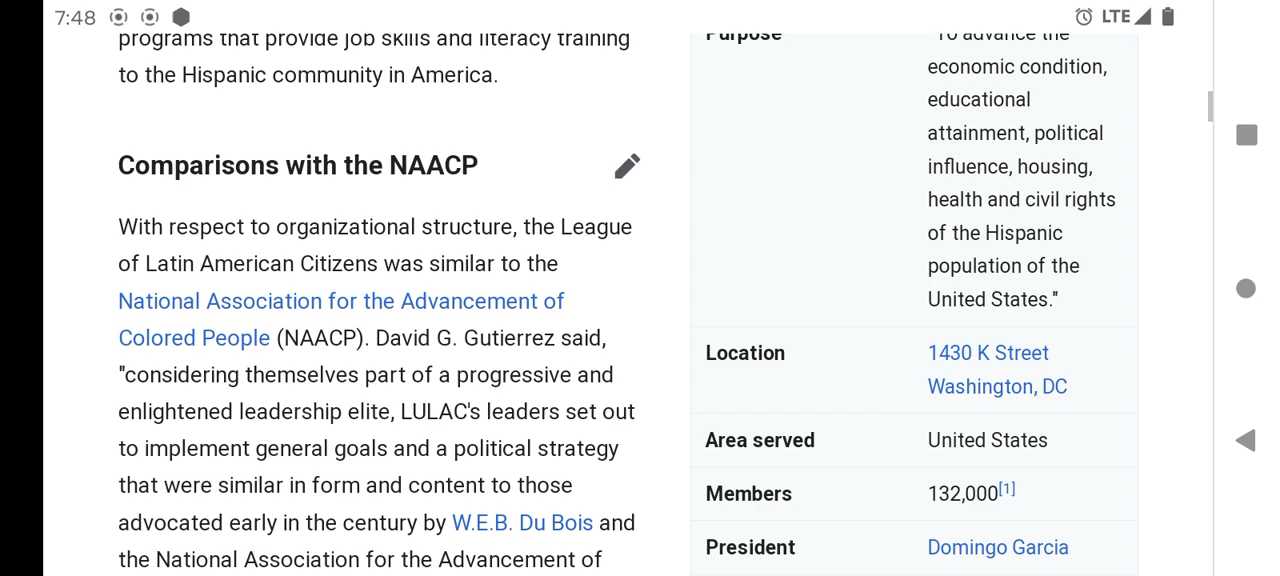 7:48
LTE
programs that provide job skills and literacy training
to the Hispanic community in America.
Comparisons with the NAACP
With respect to organizational structure, the League
of Latin American Citizens was similar to the
National Association for the Advancement of
Colored People (NAACP). David G. Gutierrez said,
"considering themselves part of a progressive and
enlightened leadership elite, LULAC's leaders set out
to implement general goals and a political strategy
that were similar in form and content to those
advocated early in the century by W.E.B. Du Bois and
the National Association for the Advancement of
Purpose
"To advance the
economic condition,
educational
attainment, political
influence, housing,
health and civil rights
of the Hispanic
population of the
United States."
Location
1430 K Street
Washington, DC
Area served
United States
Members
132,000[1]
President
Domingo Garcia